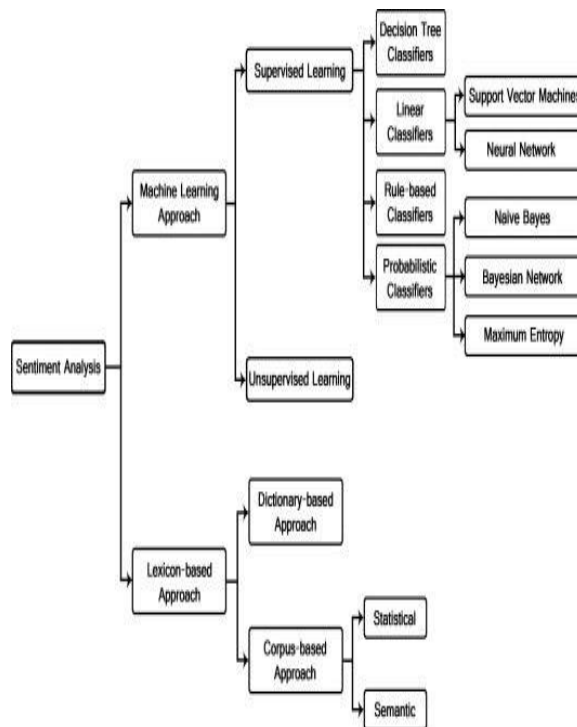 Decision Tree
Classifiers
Supervised Learning
Linear
Classifiers
Support Vector Machines
Neural Network
Machine Learning
Approach
Rule-based
Classifiers
Naive Bayes
Probabilistic
Classifiers
Bayesian Network
Maximum Entropy
Sentiment Analysis
Unsupervised Learning
Dictionary-based
Approach
Lexicon-based
Approach
Corpus-based
Approach
Statistical
Semantic